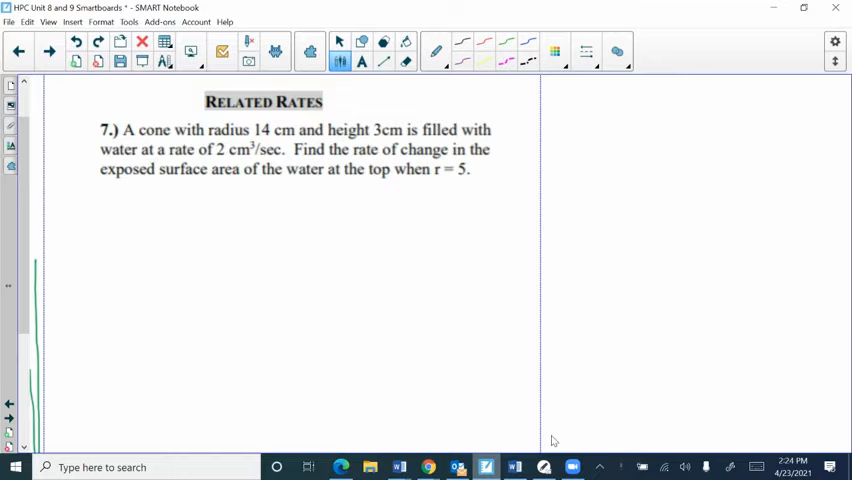 HPC Unit 8 and 9 Smartboards * - SMART Notebook
File Edit View Insert Format Tools Add-ons Account Help
RELATED RATES
7.) A cone with radius 14 cm and height 3cm is filled with
water at a rate of 2 cm³/sec. Find the rate of change in the
exposed surface area of the water at the top when r = 5.
Type here to search
2:24 PM
4/23/2021